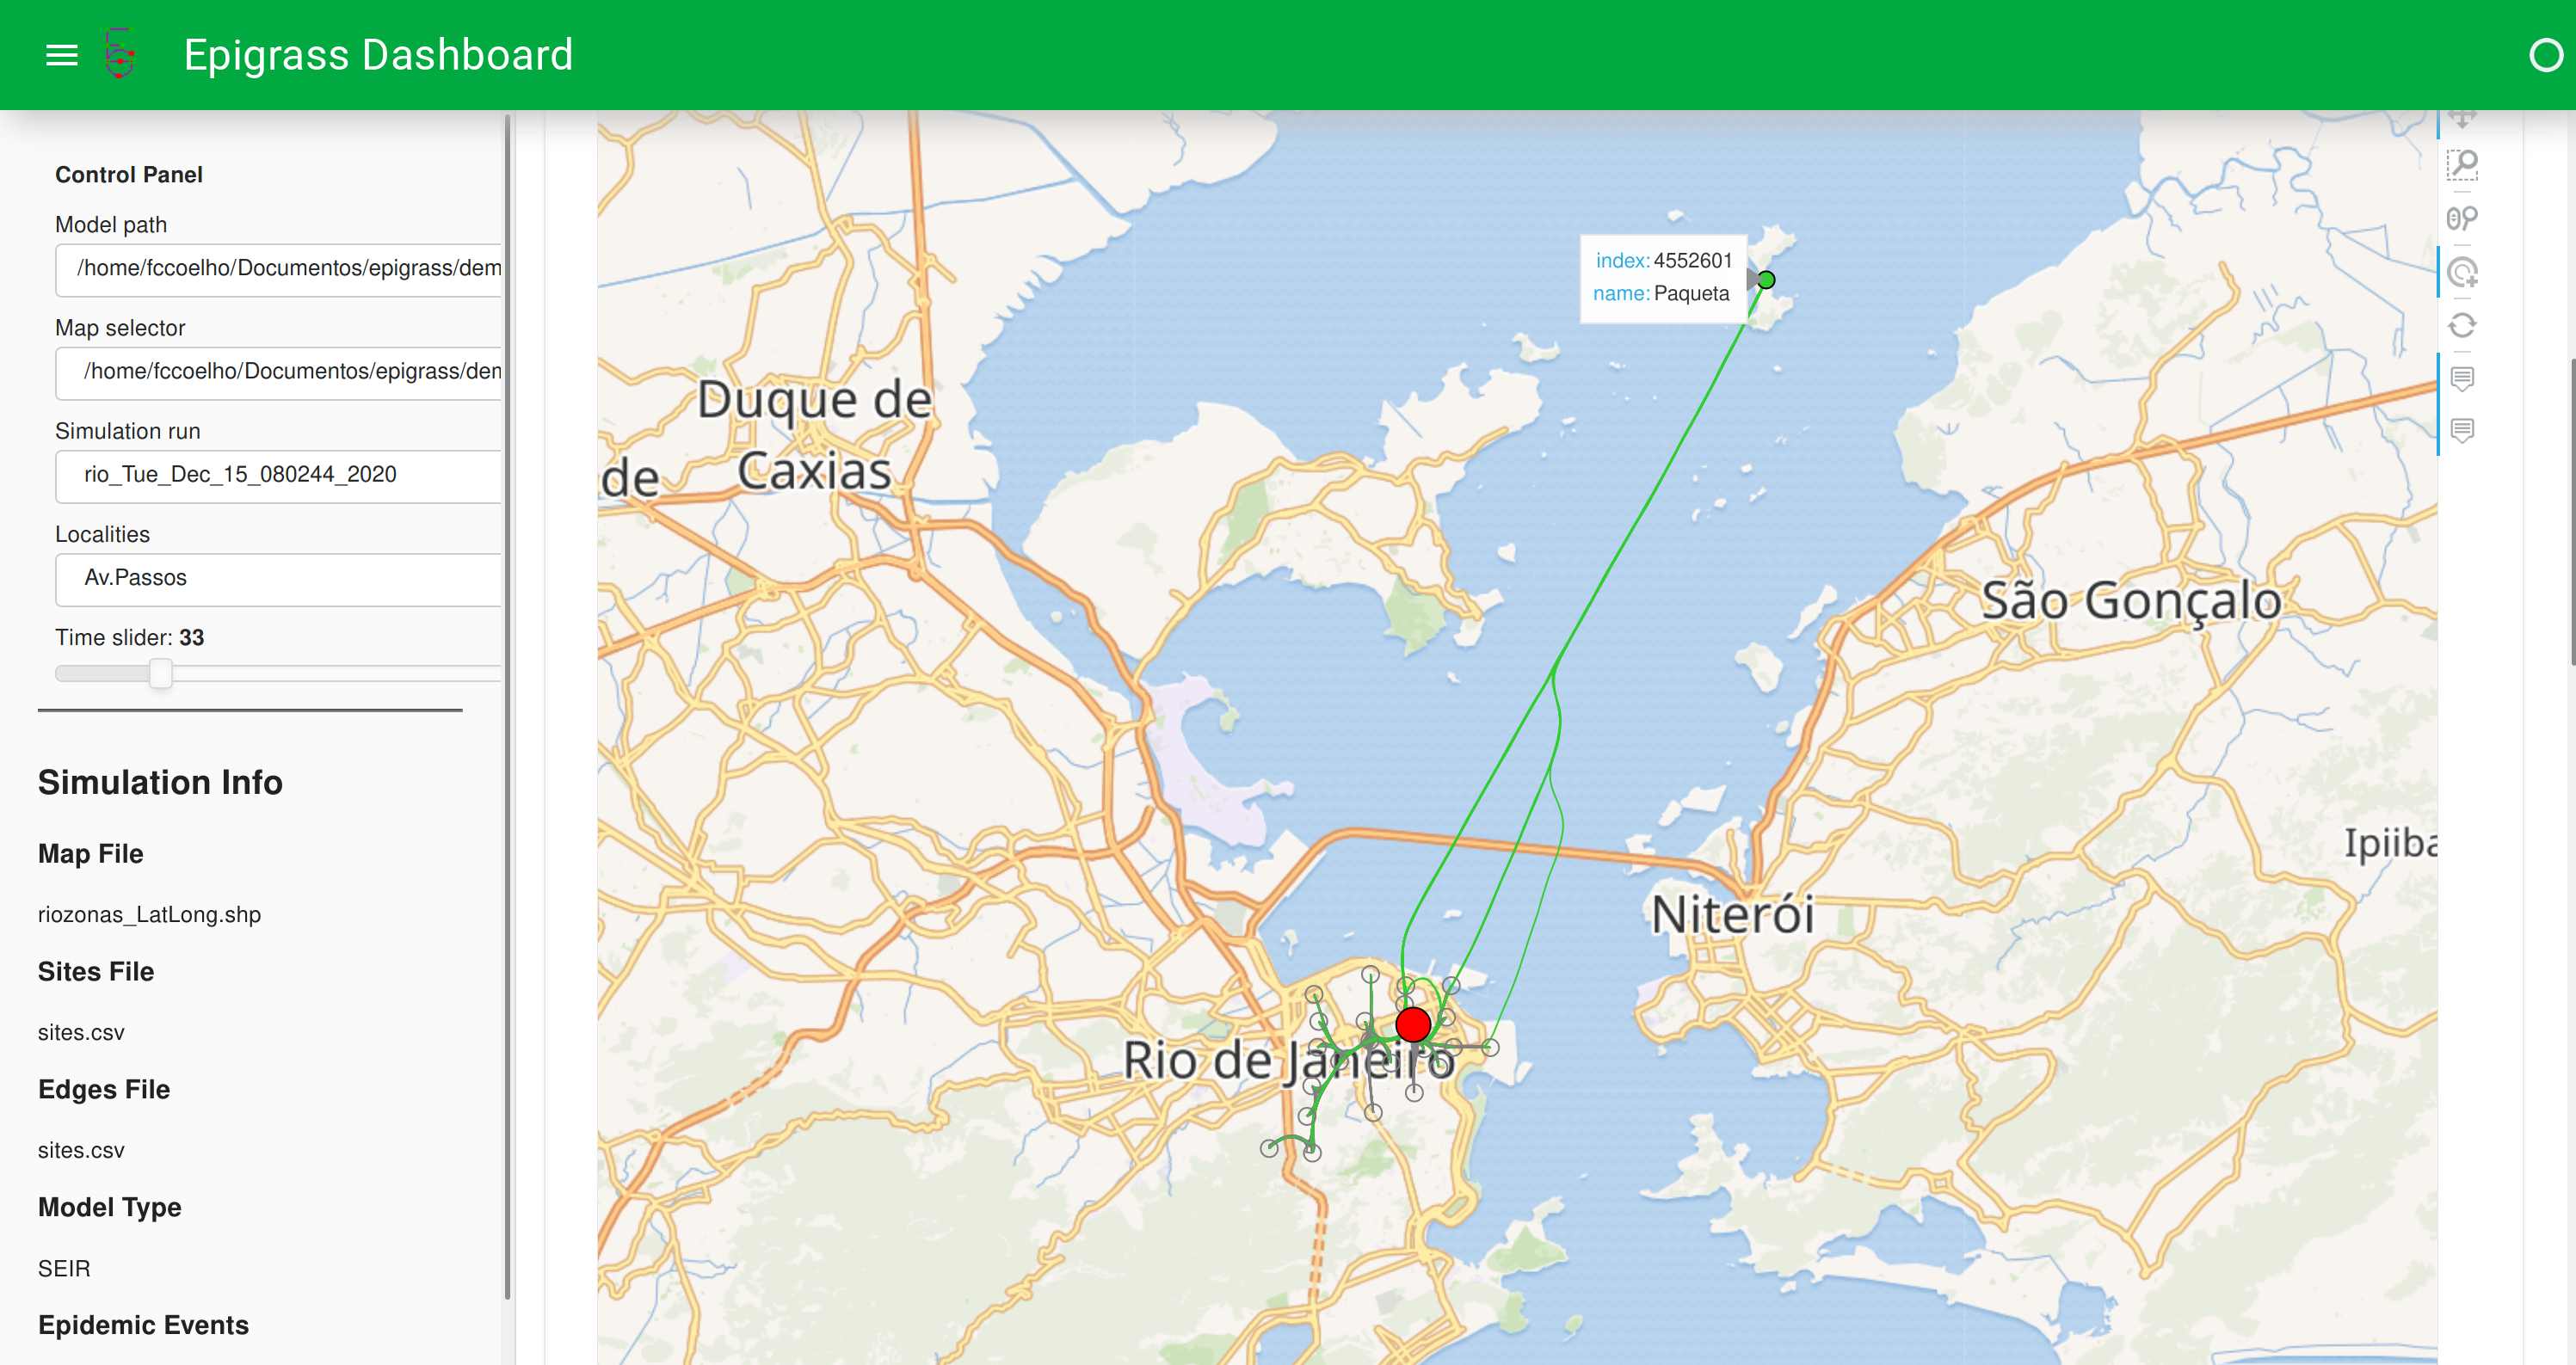 Epigrass Dashboard
Control Panel
Model path
/home/fccoelho/Documentos/epigrass/dem
Map selector
/home/fccoelho/Documentos/epigrass/den
Simulation run
rio_Tue_Dec_15_080244_2020
Localities
Av.Passos
Time slider: 33
Simulation Info
Map File
riozonas_LatLong.shp
Sites File
sites.csv
Edges File
sites.csv
Model Type
SEIR
Epidemic Events
index: 4552601
name: Paqueta
Duque de
Caxias
de
São Gonçalo
Ipiiba
Niterói
Rio de Janeiro